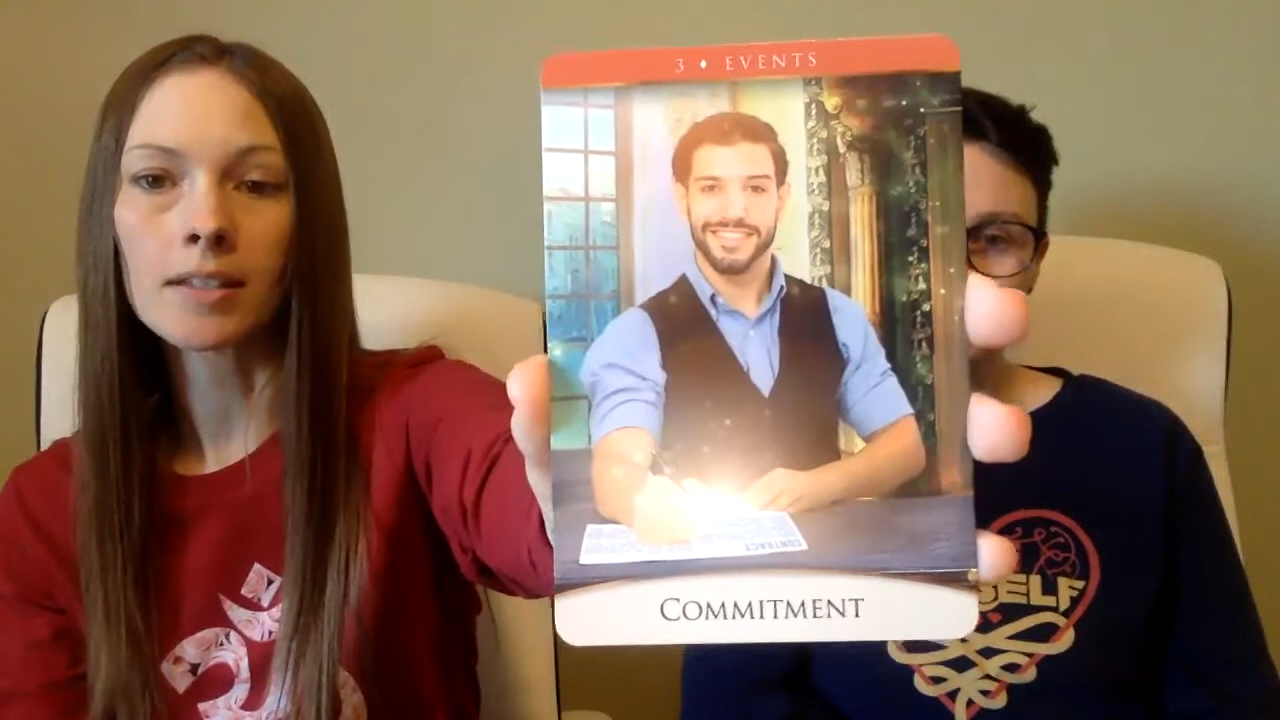 3 ♦ EVENTS
CONTRACT
COMMITMENT
SELF